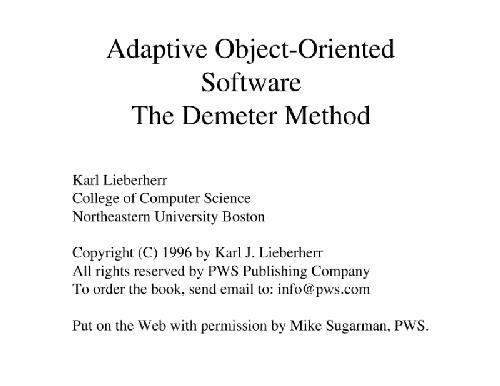 Adaptive Object-Oriented
Software
The Demeter Method
Karl Lieberherr
College of Computer Science
Northeastern University Boston
Copyright (C) 1996 by Karl J. Lieberherr
All rights reserved by PWS Publishing Company
To order the book, send email to: info@pws.com
Put on the Web with permission by Mike Sugarman, PWS.